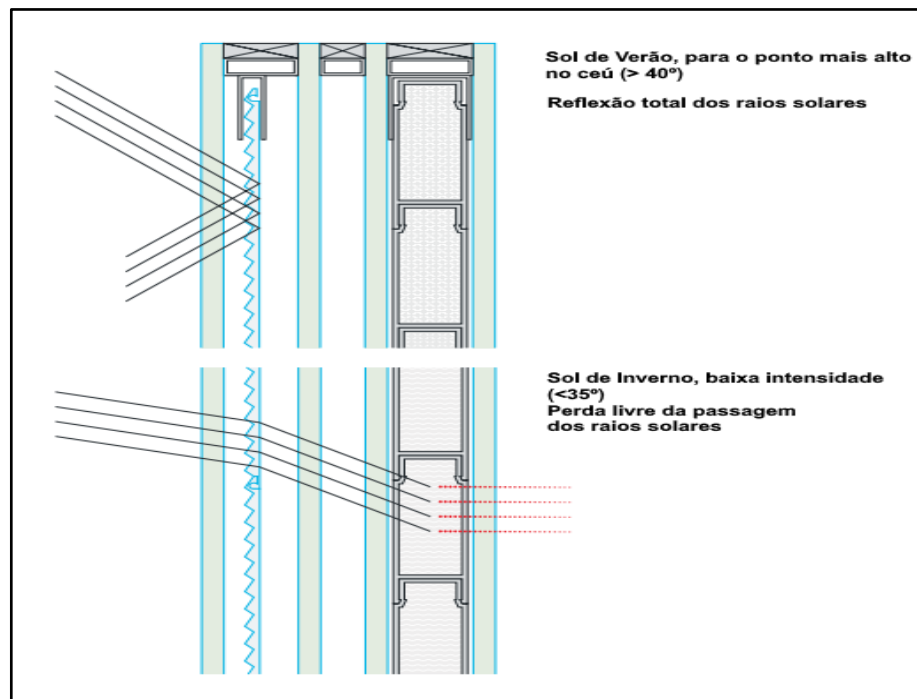 Sol de Verão, para o ponto mais alto
no ceú (> 40º)
Reflexão total dos raios solares
Sol de Inverno, baixa intensidade
(<35º)
Perda livre da passagem
dos raios solares